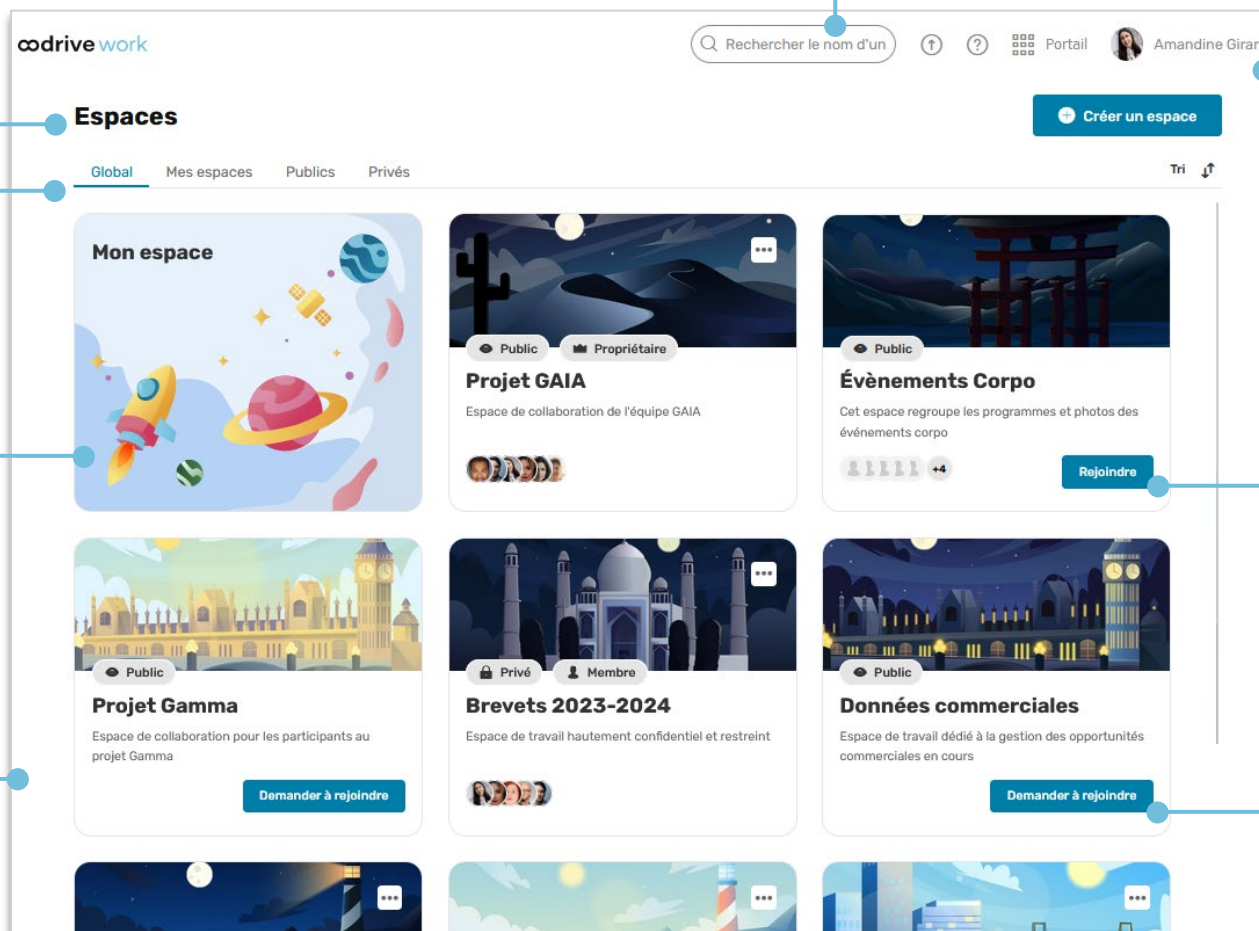 oodrive work
Rechercher le nom d'un
Portail
Amandine Girar
Espaces
Créer un espace
Global Mes espaces Publics Privés
Tri
Mon espace
Public Propriétaire
Projet GAIA
Espace de collaboration de l'équipe GAIA
Public
Évènements Corpo
Cet espace regroupe les programmes et photos des
événements corpo
+4
Rejoindre
Public
Projet Gamma
Espace de collaboration pour les participants au
projet Gamma
Demander à rejoindre
Privé Membre
Brevets 2023-2024
Espace de travail hautement confidentiel et restreint
Public
Données commerciales
Espace de travail dédié à la gestion des opportunités
commerciales en cours
Demander à rejoindre